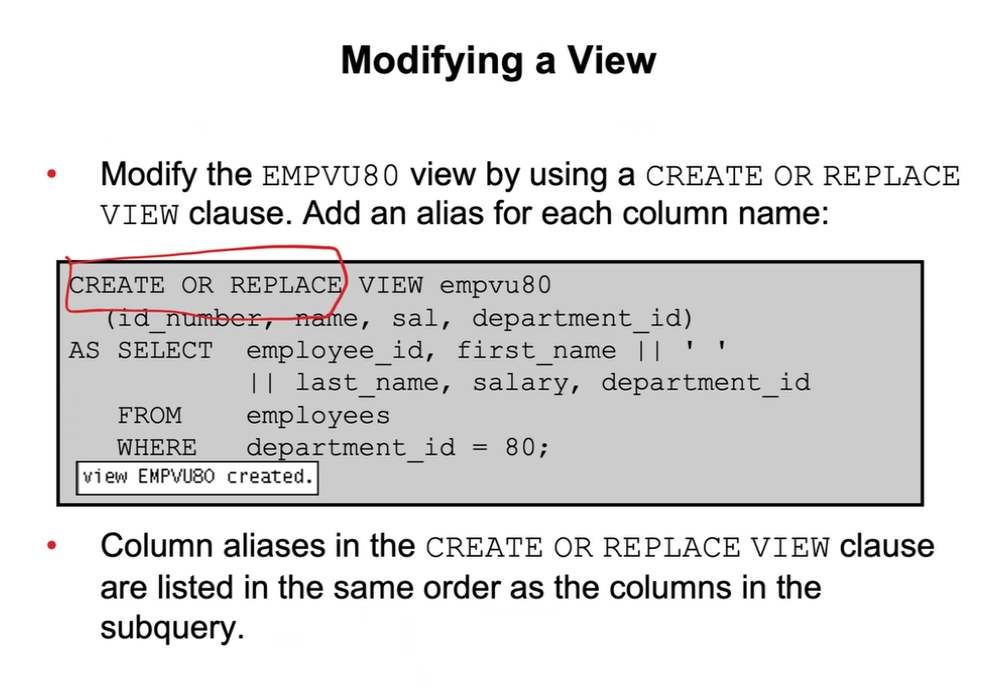 Modifying a View
• Modify the EMPVU80 view by using a CREATE OR REPLACE
VIEW clause. Add an alias for each column name:
CREATE OR REPLACE VIEW empvu80
(id_number, name, sal, department_id)
AS SELECT employee_id, first_name || ' '
|| last_name, salary, department_id
FROM employees
WHERE department_id = 80;
view EMPVU80 created.
• Column aliases in the CREATE OR REPLACE VIEW clause
are listed in the same order as the columns in the
subquery.